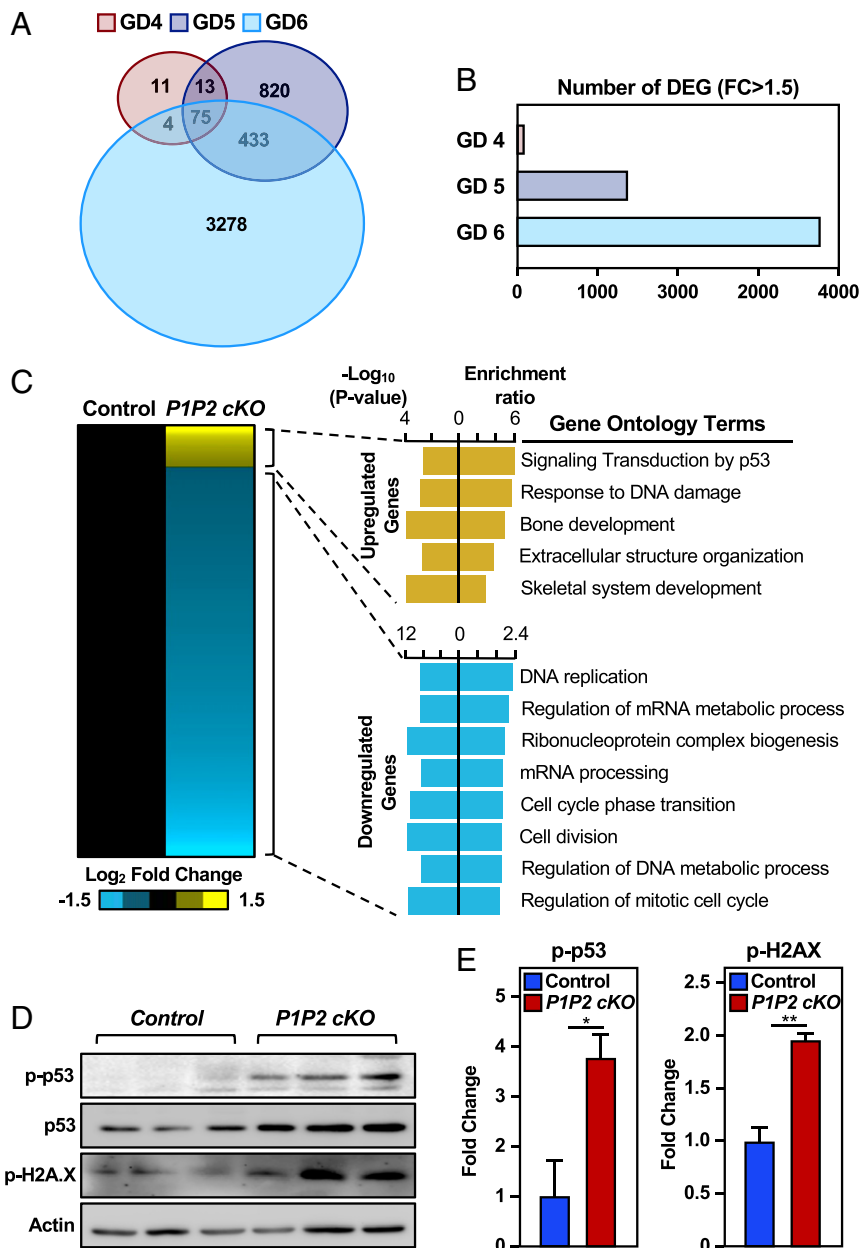 A
GD4 GD5 GD6
11 13 820
4 75
433
3278
B
Number of DEG (FC>1.5)
GD 4
GD 5
GD 6
0 1000 2000 2000 4000
C
Control P1P2 cKO
-Log10 (P-value)
Enrichment ratio
4 0 6
Gene Ontology Terms
Upregulated Genes
Signaling Transduction by p53
Response to DNA damage
Bone development
Extracellular structure organization
Skeletal system development
12 0 2.4
Downregulated Genes
DNA replication
Regulation of mRNA metabolic process
Ribonucleoprotein complex biogenesis
mRNA processing
Cell cycle phase transition
Cell division
Regulation of DNA metabolic process
Regulation of mitotic cell cycle
Log2 Fold Change
-1.5 1.5
D
Control P1P2 cKO
p-p53
p53
p-H2A.X
Actin
E
p-p53
Control
P1P2 cKO
*
Fold Change
5
4
3
2
1
0
p-H2AX
Control
P1P2 cKO
**
Fold Change
2.5
2.0
1.5
1.0
0.5
0.0